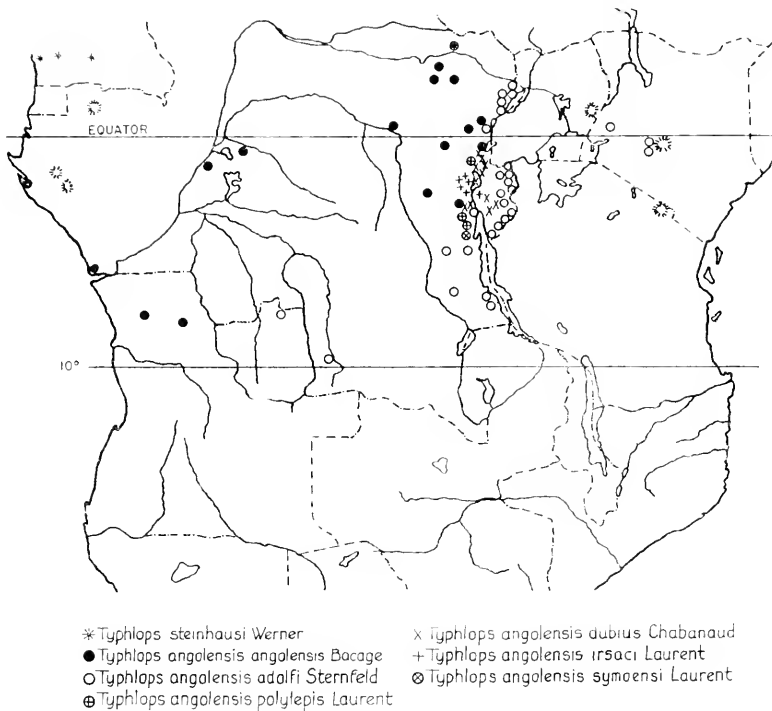 EQUATOR
10°
Typhlops steinhausi Werner
Typhlops angolensis angolensis Bacage
Typhlops angolensis adolfi Sternfeld
Typhlops angolensis polylepis Laurent
Typhlops angolensis dubius Chabanaud
Typhlops angolensis irsaci Laurent
Typhlops angolensis symoensi Laurent